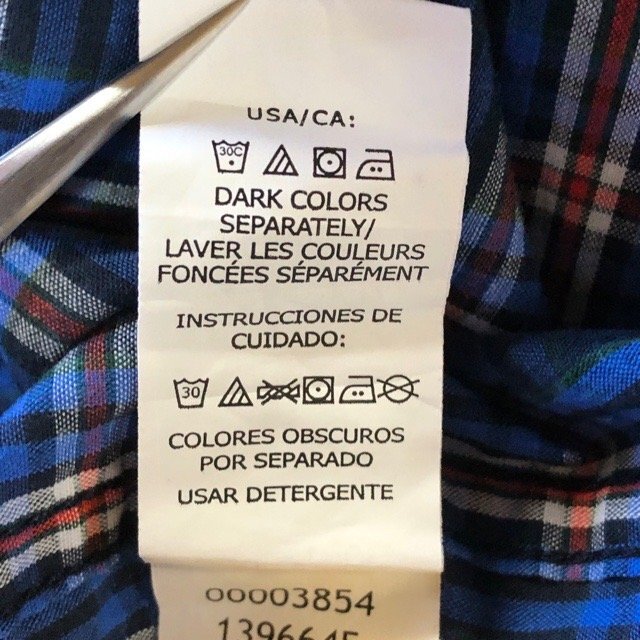 USA/CA:
30C
DARK COLORS
SEPARATELY/
LAVER LES COULEURS
FONCÉES SÉPARÉMENT
INSTRUCCIONES DE
CUIDADO:
30
COLORES OBSCUROS
POR SEPARADO
USAR DETERGENTE
00003854
1396645